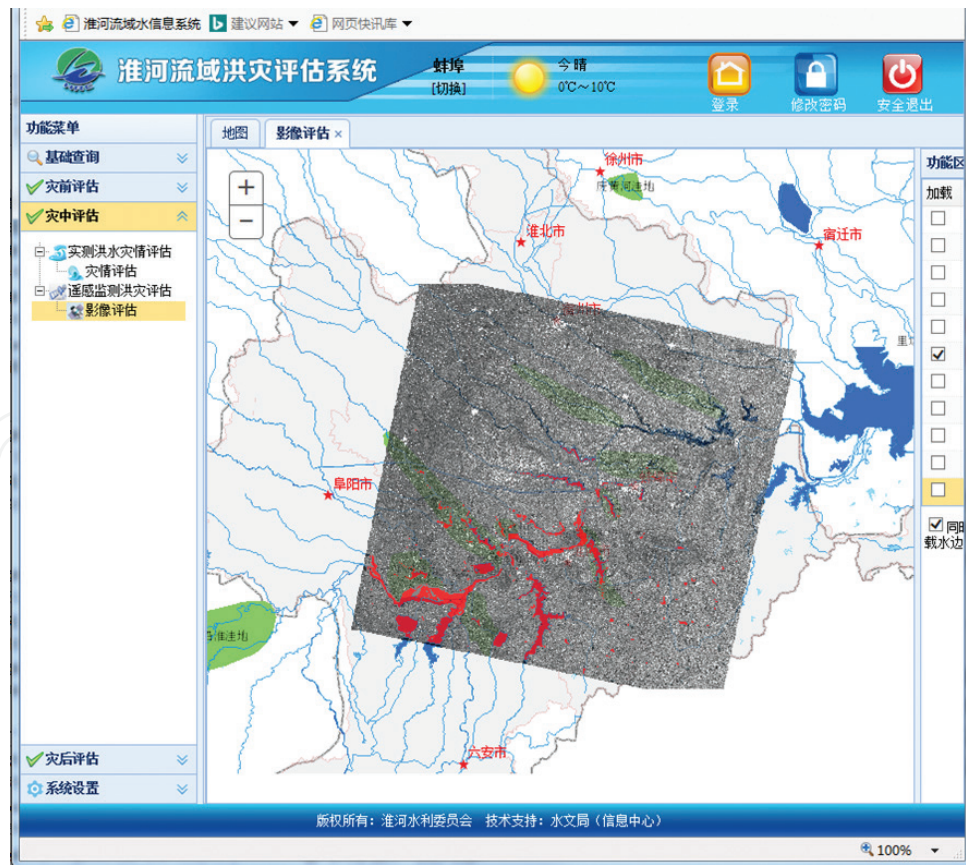 淮河流域水信息系统 建议网站 ▼ 网页快讯库 ▼
淮河流域洪灾评估系统
蚌埠
[切换]
今 晴
0℃～10℃
登录
修改密码
安全退出
功能菜单
基础查询
灾前评估
灾中评估
实测洪水灾情评估
灾情评估
遥感监测洪灾评估
影像评估
灾后评估
系统设置
地图
影像评估 ×
+
−
徐州市
淮北市
宿迁市
宿州市
阜阳市
六安市
功能区
加载
载水边
版权所有：淮河水利委员会 技术支持：水文局（信息中心）
100% ▼